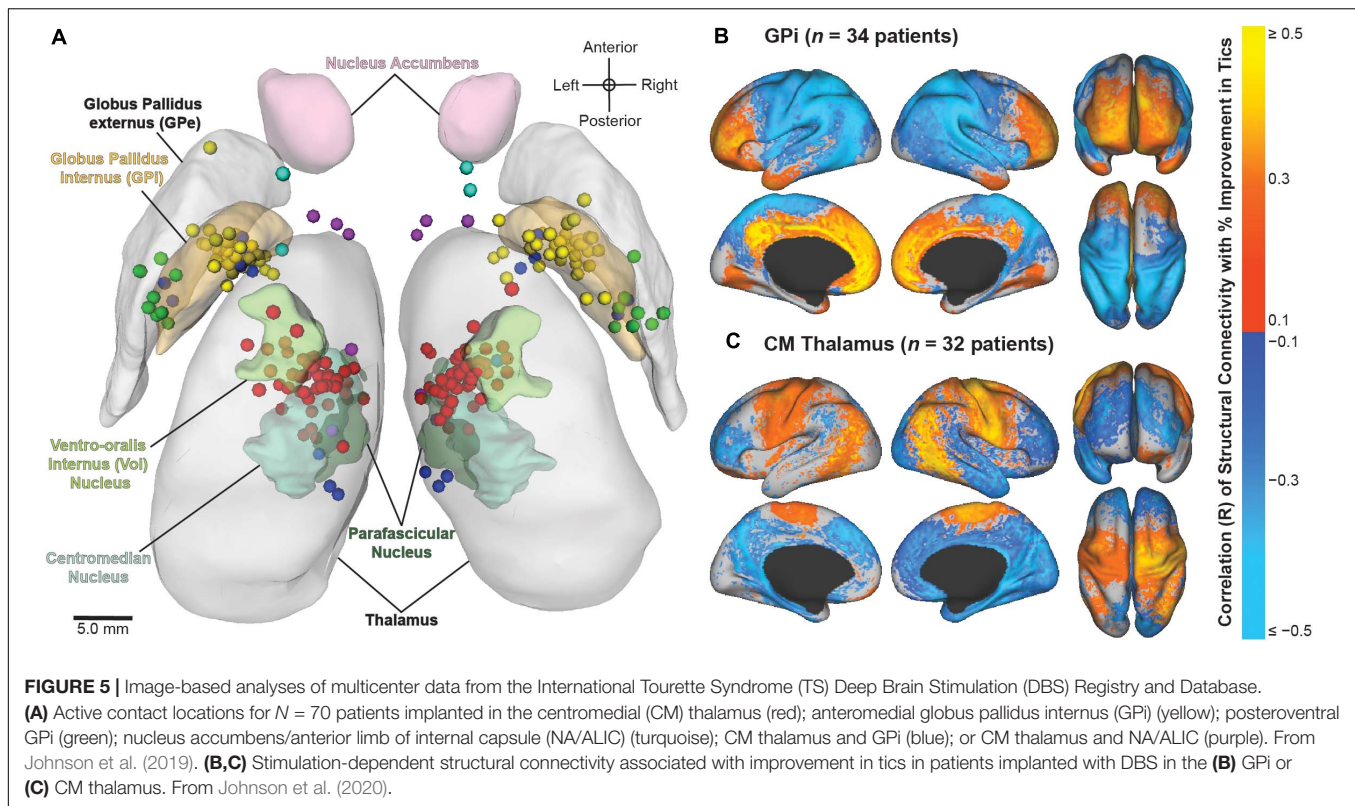 A
Nucleus Accumbens
Anterior
Left
Right
Posterior
Globus Pallidus
externus (GPe)
Globus Pallidus
Internus (GPi)
Ventro-oralis
Internus (VoI)
Nucleus
Centromedian
Nucleus
Parafascicular
Nucleus
Thalamus
5.0 mm
B GPi (n = 34 patients)
C CM Thalamus (n = 32 patients)
Correlation (R) of Structural Connectivity with % Improvement in Tics
≥ 0.5
0.3
0.1
−0.1
−0.3
≤ −0.5
FIGURE 5 | Image-based analyses of multicenter data from the International Tourette Syndrome (TS) Deep Brain Stimulation (DBS) Registry and Database.
(A) Active contact locations for N = 70 patients implanted in the centromedial (CM) thalamus (red); anteromedial globus pallidus internus (GPi) (yellow); posteroventral
GPi (green); nucleus accumbens/anterior limb of internal capsule (NA/ALIC) (turquoise); CM thalamus and GPi (blue); or CM thalamus and NA/ALIC (purple). From
Johnson et al. (2019). (B,C) Stimulation-dependent structural connectivity associated with improvement in tics in patients implanted with DBS in the (B) GPi or
(C) CM thalamus. From Johnson et al. (2020).